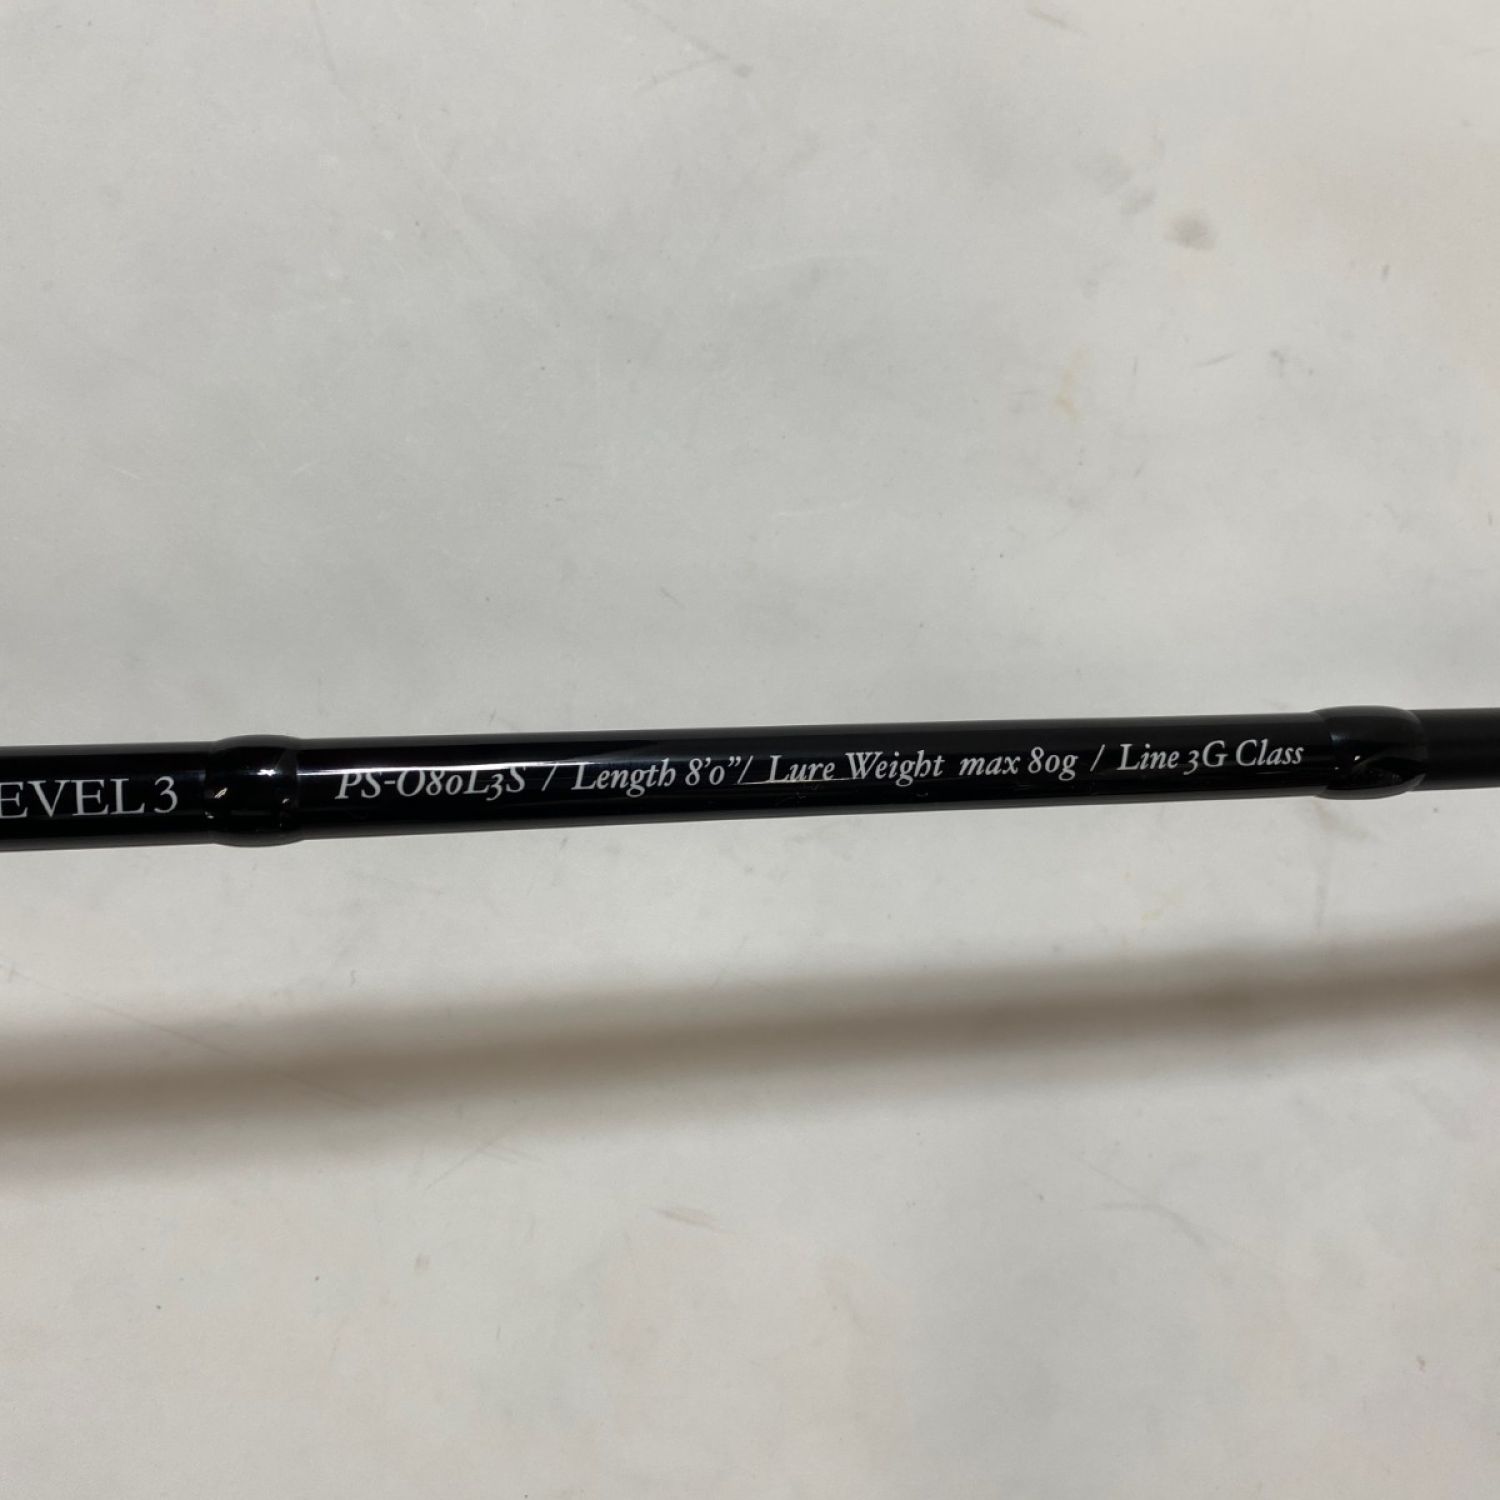 EVEL 3 PS-O80L3S / Length 8'0"/ Lure Weight max 80g / Line 3G Class